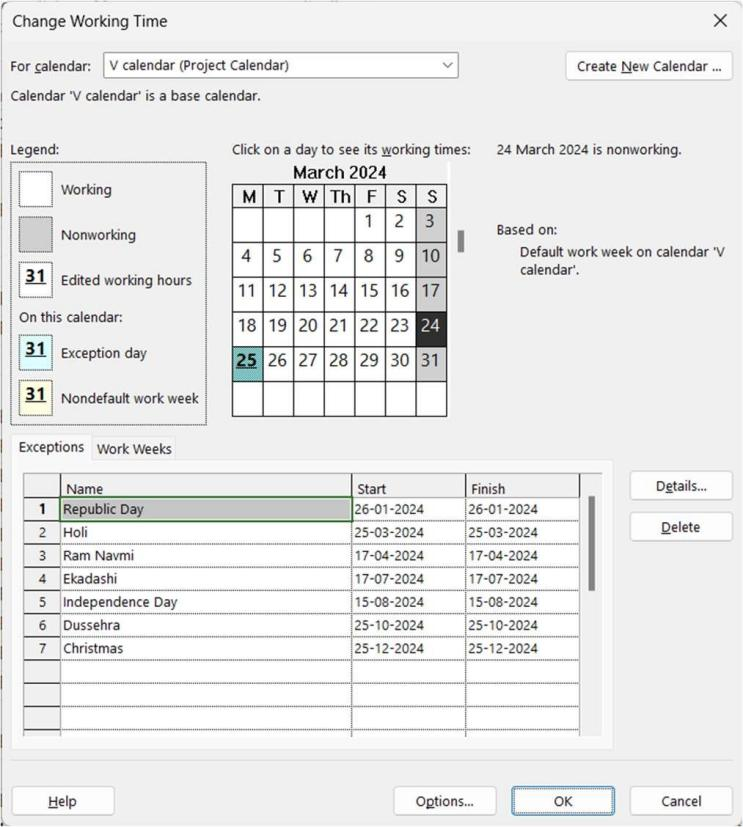 Change Working Time
For calendar: V calendar (Project Calendar)
Create New Calendar ...
Calendar 'V calendar' is a base calendar.
Legend:
Working
Nonworking
31 Edited working hours
On this calendar:
31 Exception day
31 Nondefault work week
Click on a day to see its working times:
March 2024
M T W Th F S S
1 2 3
4 5 6 7 8 9 10
11 12 13 14 15 16 17
18 19 20 21 22 23 24
25 26 27 28 29 30 31
24 March 2024 is nonworking.
Based on:
Default work week on calendar 'V
calendar'.
Exceptions Work Weeks
Name Start Finish
1 Republic Day 26-01-2024 26-01-2024
2 Holi 25-03-2024 25-03-2024
3 Ram Navmi 17-04-2024 17-04-2024
4 Ekadashi 17-07-2024 17-07-2024
5 Independence Day 15-08-2024 15-08-2024
6 Dussehra 25-10-2024 25-10-2024
7 Christmas 25-12-2024 25-12-2024
Details...
Delete
Help
Options...
OK
Cancel